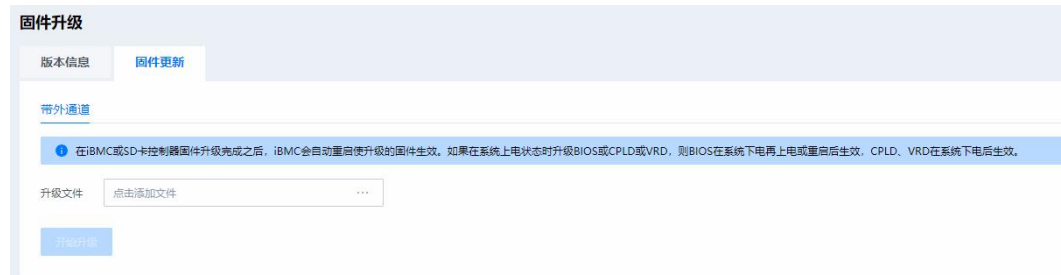 固件升级
版本信息 固件更新
带外通道
在iBMC或SD卡控制器固件升级完成之后，iBMC会自动重启使升级的固件生效。如果在系统上电状态时升级BIOS或CPLD或VRD，则BIOS在系统下电再上电或重启后生效，CPLD、VRD在系统下电后生效。
升级文件 点击添加文件 ...
开始升级